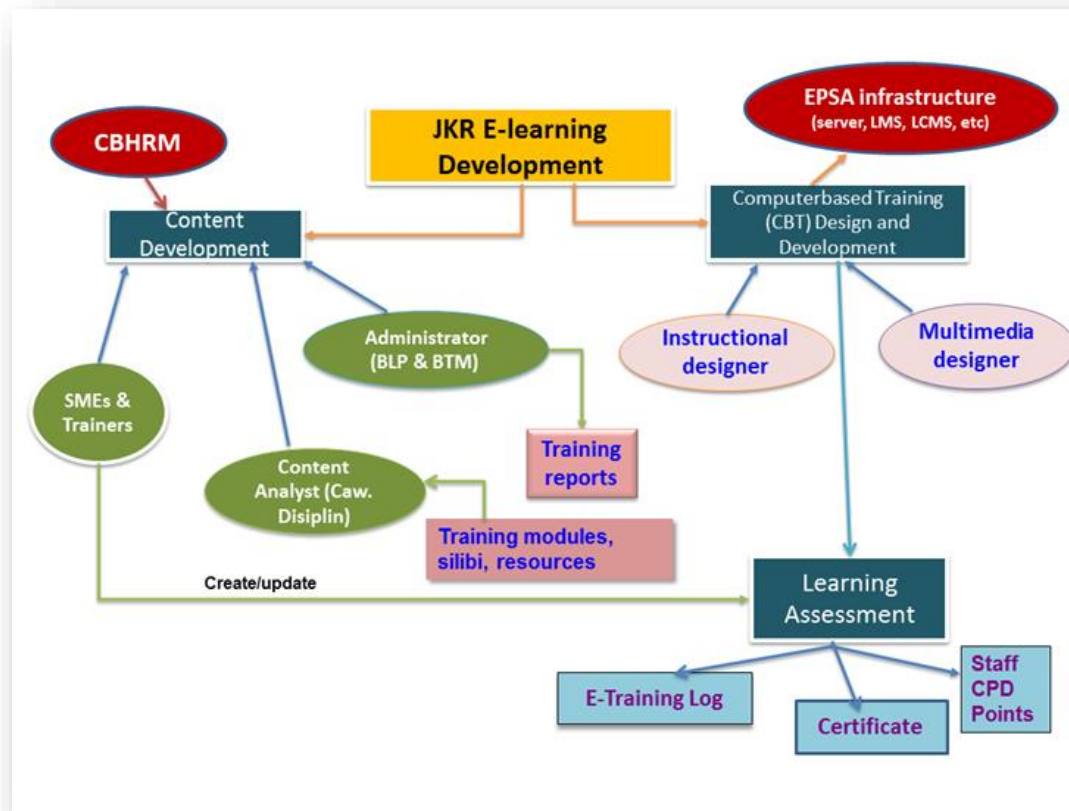 EPSA infrastructure
(server, LMS, LCMS, etc)
JKR E-learning
Development
CBHRM
Computerbased Training
(CBT) Design and
Development
Content
Development
Administrator
(BLP & BTM)
Instructional
designer
Multimedia
designer
SMEs &
Trainers
Training
reports
Content
Analyst (Caw.
Disiplin)
Training modules,
silibi, resources
Create/update
Learning
Assessment
E-Training Log
Certificate
Staff
CPD
Points